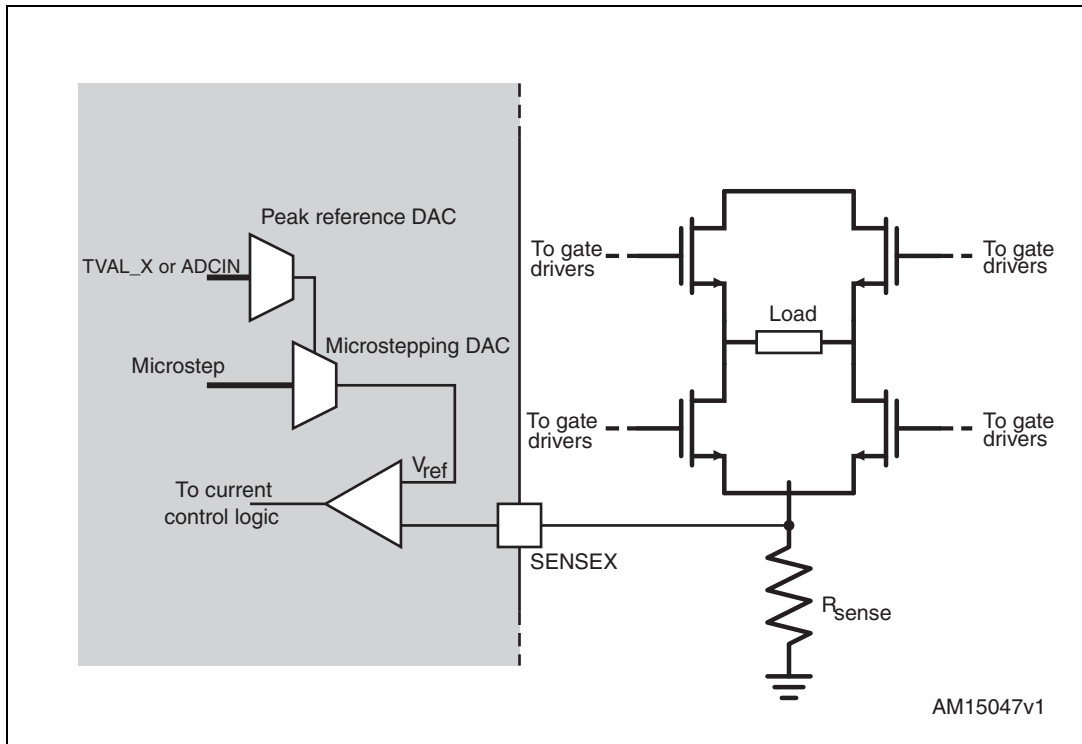 Peak reference DAC
TVAL_X or ADCIN
Microstepping DAC
Microstep
Vref
To current
control logic
SENSEX
To gate
drivers
To gate
drivers
Load
To gate
drivers
To gate
drivers
Rsense
AM15047v1